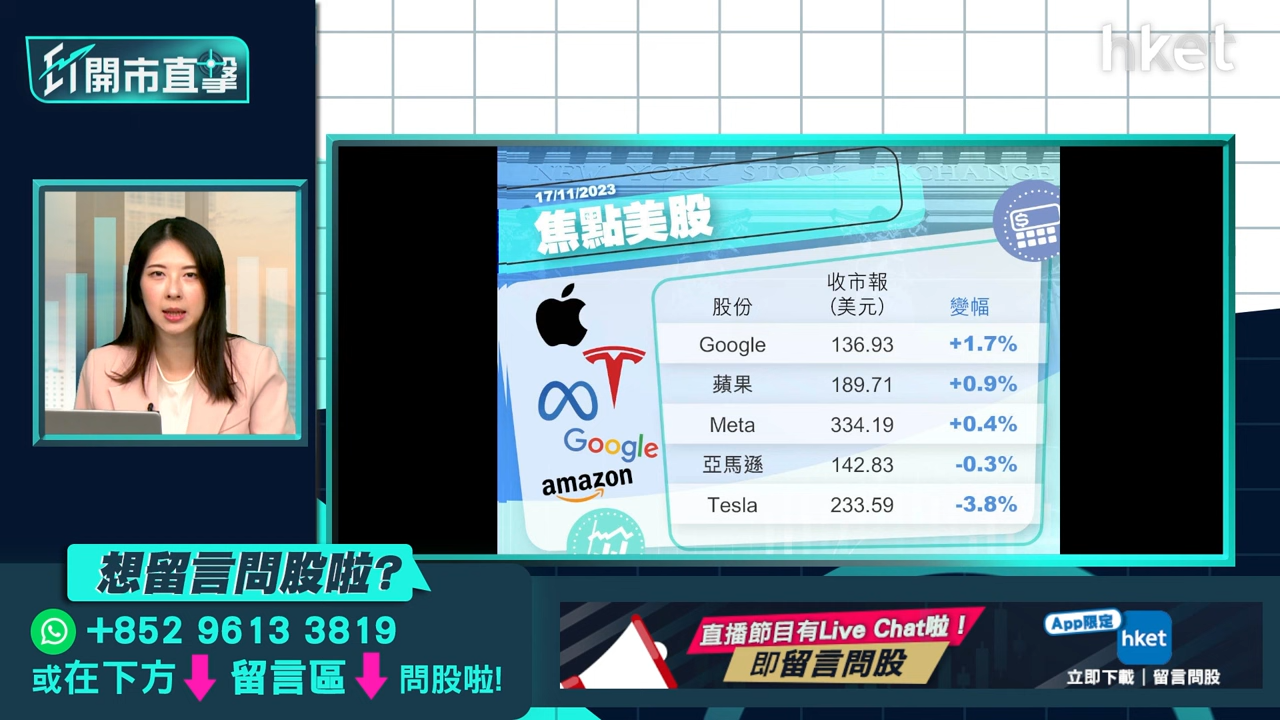 ET開市直擊
hket
NEW YORK STOCK EXCHANGE
17/11/2023
焦點美股
股份 收市報(美元) 變幅
Google 136.93 +1.7%
蘋果 189.71 +0.9%
Meta 334.19 +0.4%
亞馬遜 142.83 -0.3%
Tesla 233.59 -3.8%
Google
amazon
想留言問股啦?
+852 9613 3819
或在下方 留言區 問股啦!
直播節目有Live Chat啦！
即留言問股
App限定
hket
立即下載｜留言問股